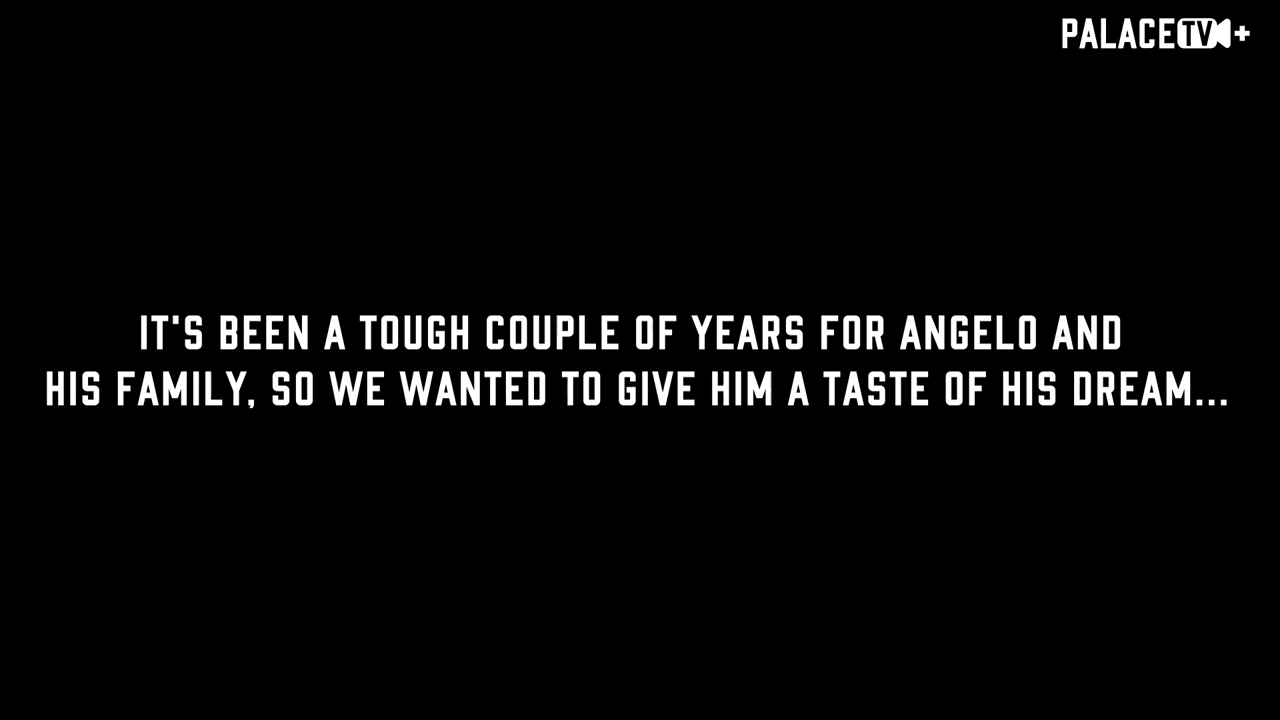 PALACE TV +
IT'S BEEN A TOUGH COUPLE OF YEARS FOR ANGELO AND
HIS FAMILY, SO WE WANTED TO GIVE HIM A TASTE OF HIS DREAM...